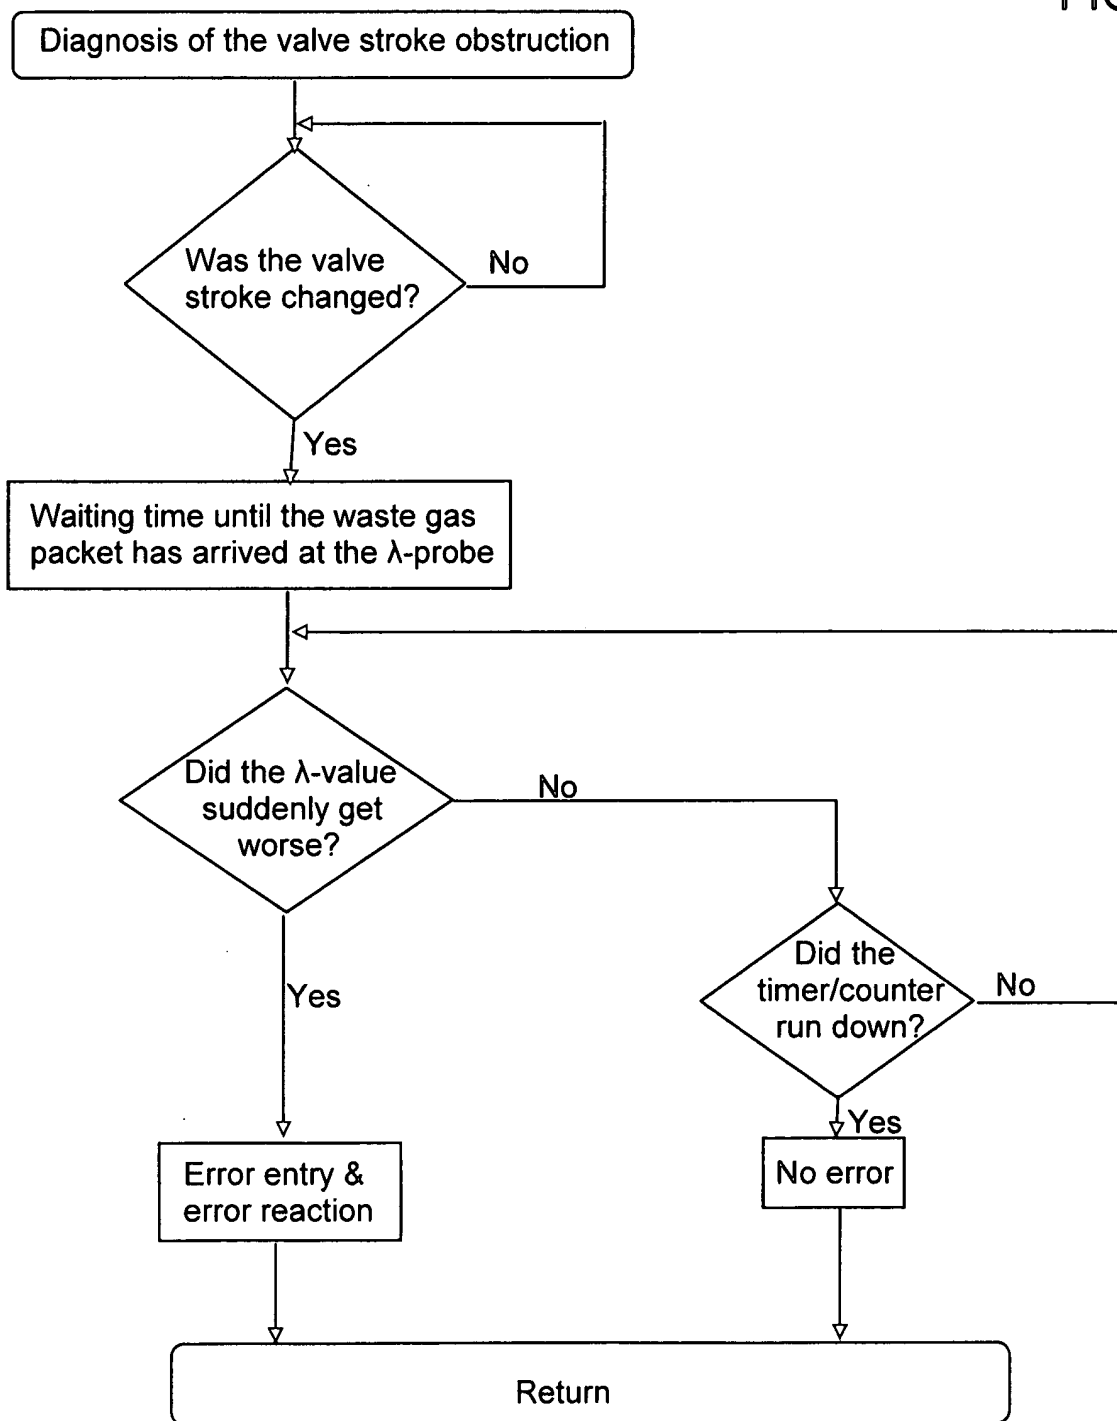 Diagnosis of the valve stroke obstruction
Was the valve
stroke changed?
No
Yes
Waiting time until the waste gas
packet has arrived at the λ-probe
Did the λ-value
suddenly get
worse?
No
Yes
Did the
timer/counter
run down?
No
Yes
Error entry &
error reaction
No error
Return